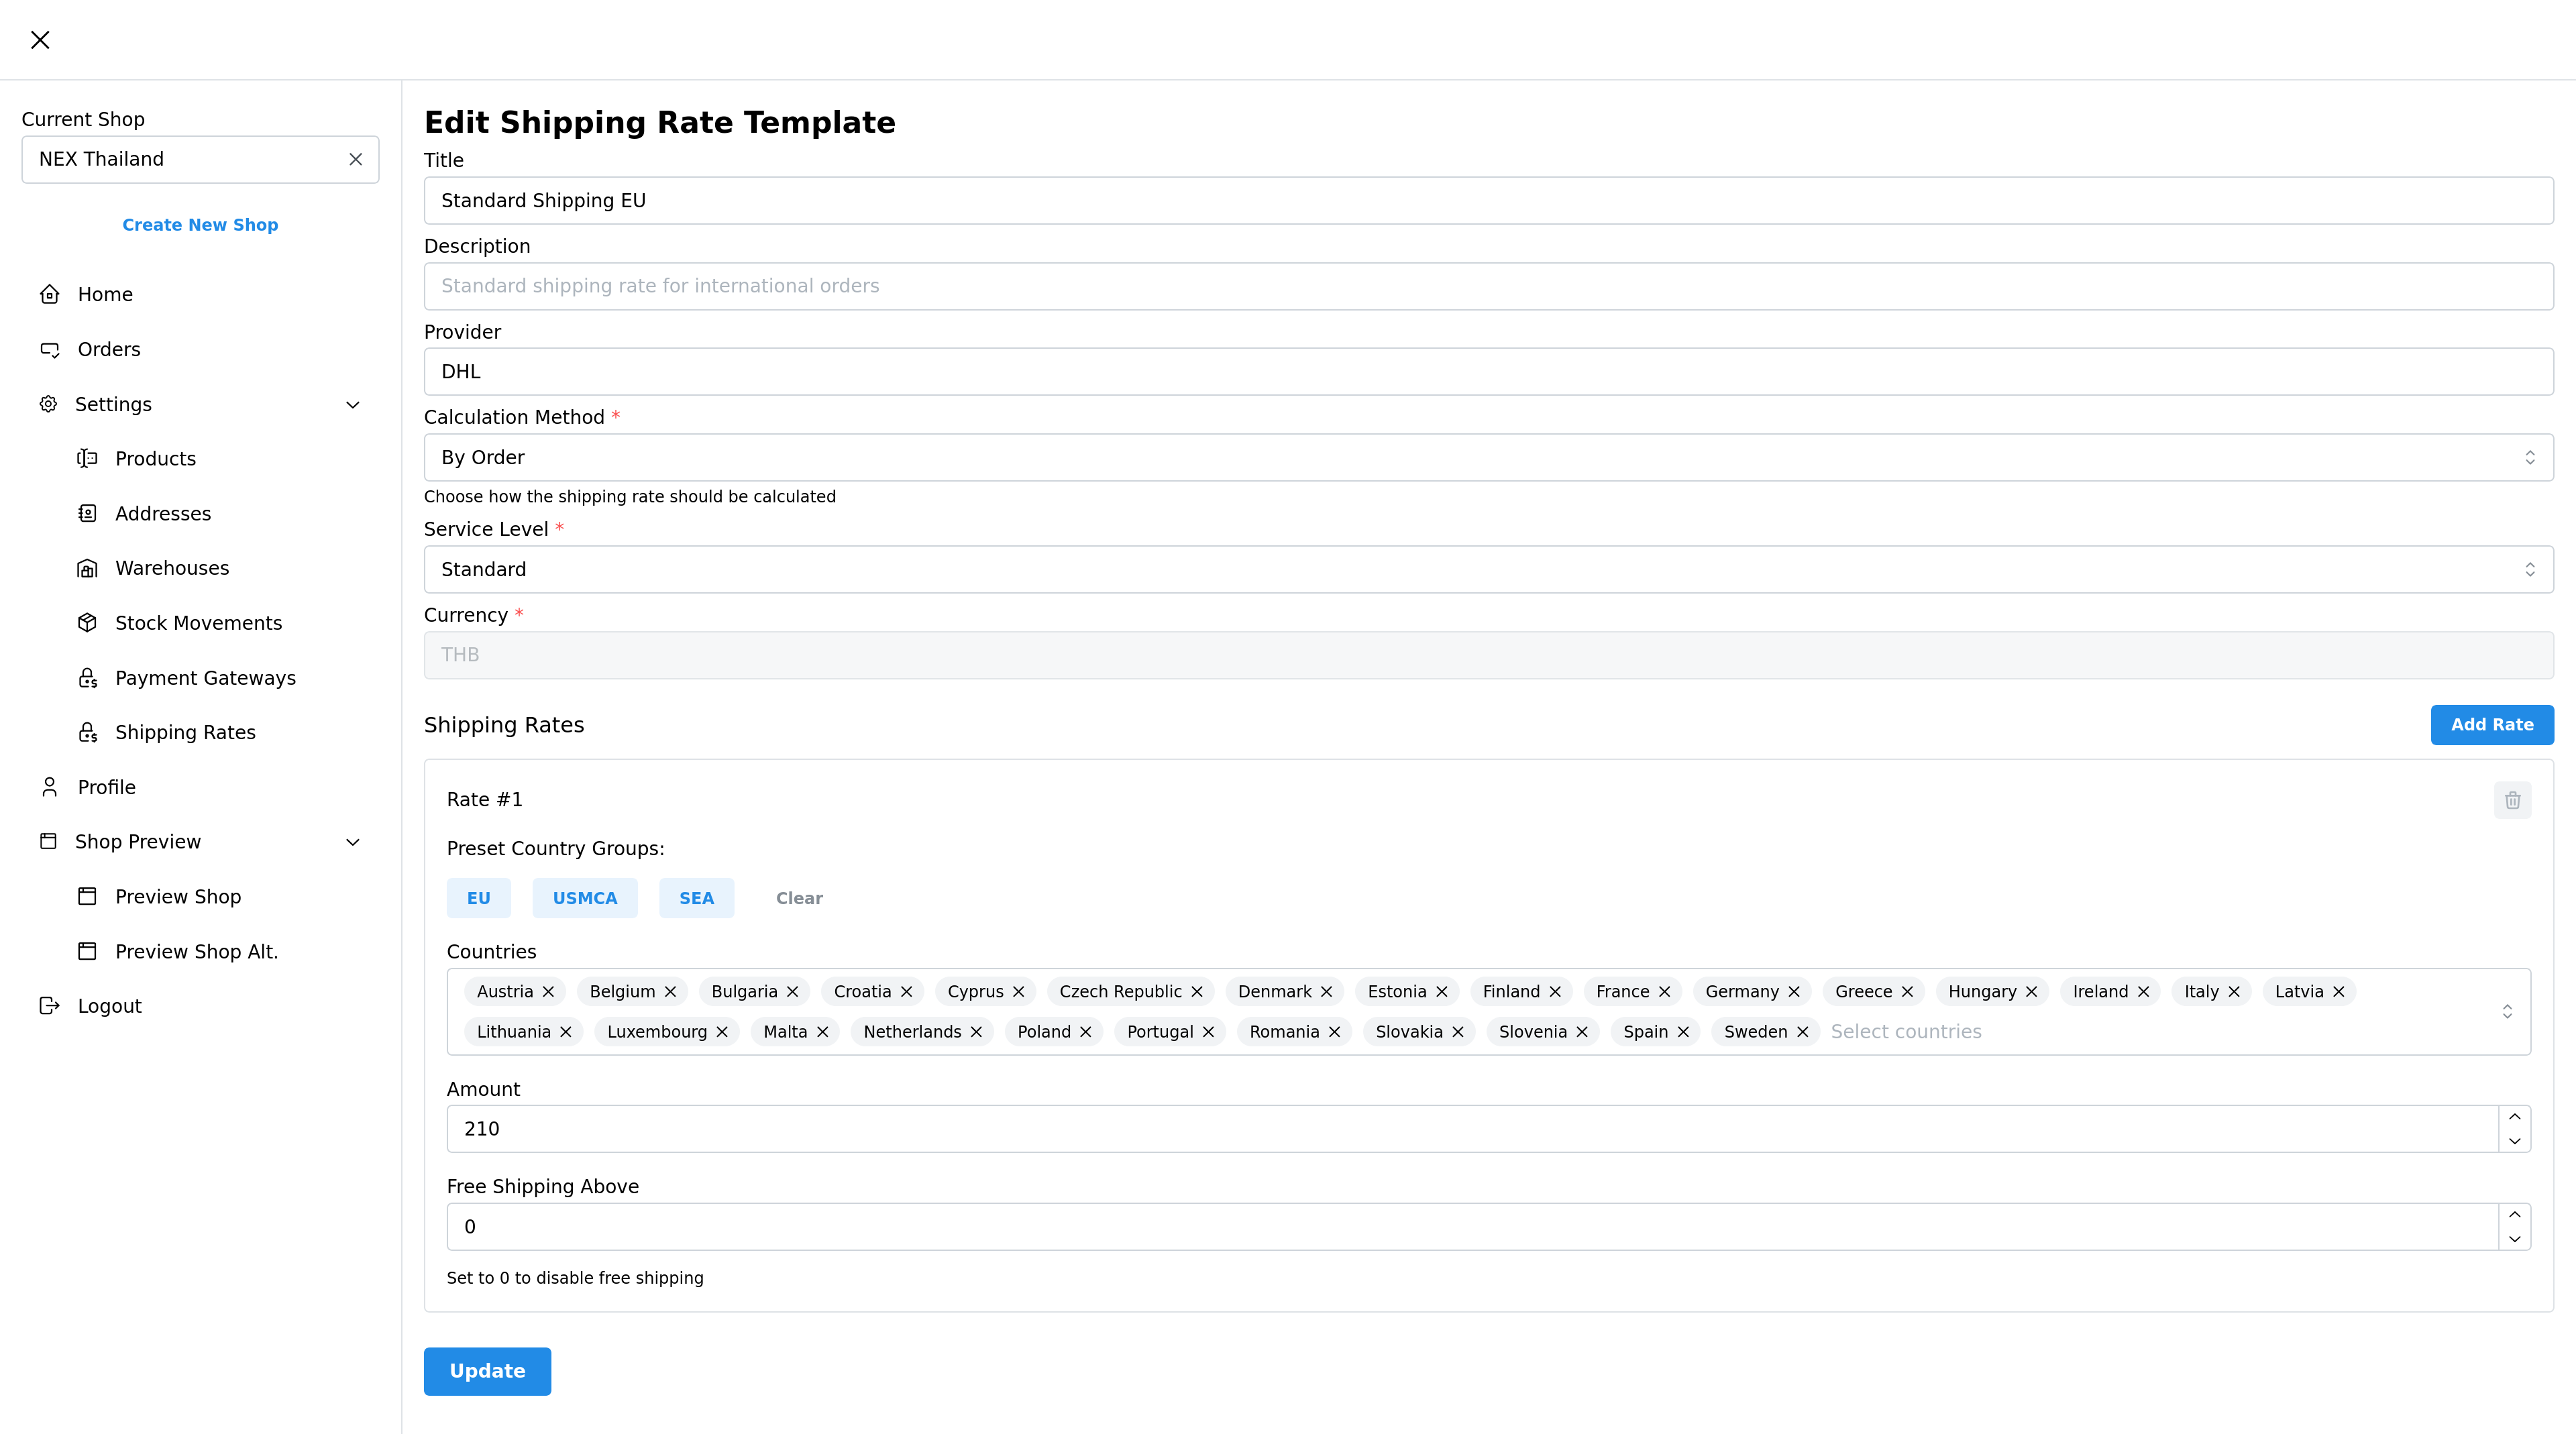 Current Shop
NEX Thailand
Create New Shop
Home
Orders
Settings
Products
Addresses
Warehouses
Stock Movements
Payment Gateways
Shipping Rates
Profile
Shop Preview
Preview Shop
Preview Shop Alt.
Logout
Edit Shipping Rate Template
Title
Standard Shipping EU
Description
Standard shipping rate for international orders
Provider
DHL
Calculation Method *
By Order
Choose how the shipping rate should be calculated
Service Level *
Standard
Currency *
THB
Shipping Rates
Add Rate
Rate #1
Preset Country Groups:
EU USMCA SEA Clear
Countries
Austria Belgium Bulgaria Croatia Cyprus Czech Republic Denmark Estonia Finland France Germany Greece Hungary Ireland Italy Latvia
Lithuania Luxembourg Malta Netherlands Poland Portugal Romania Slovakia Slovenia Spain Sweden Select countries
Amount
210
Free Shipping Above
0
Set to 0 to disable free shipping
Update